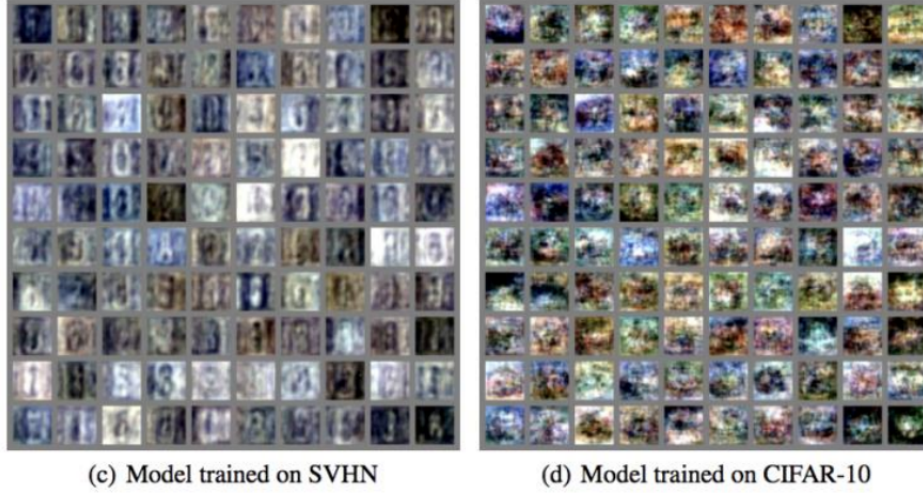 (c) Model trained on SVHN
(d) Model trained on CIFAR-10